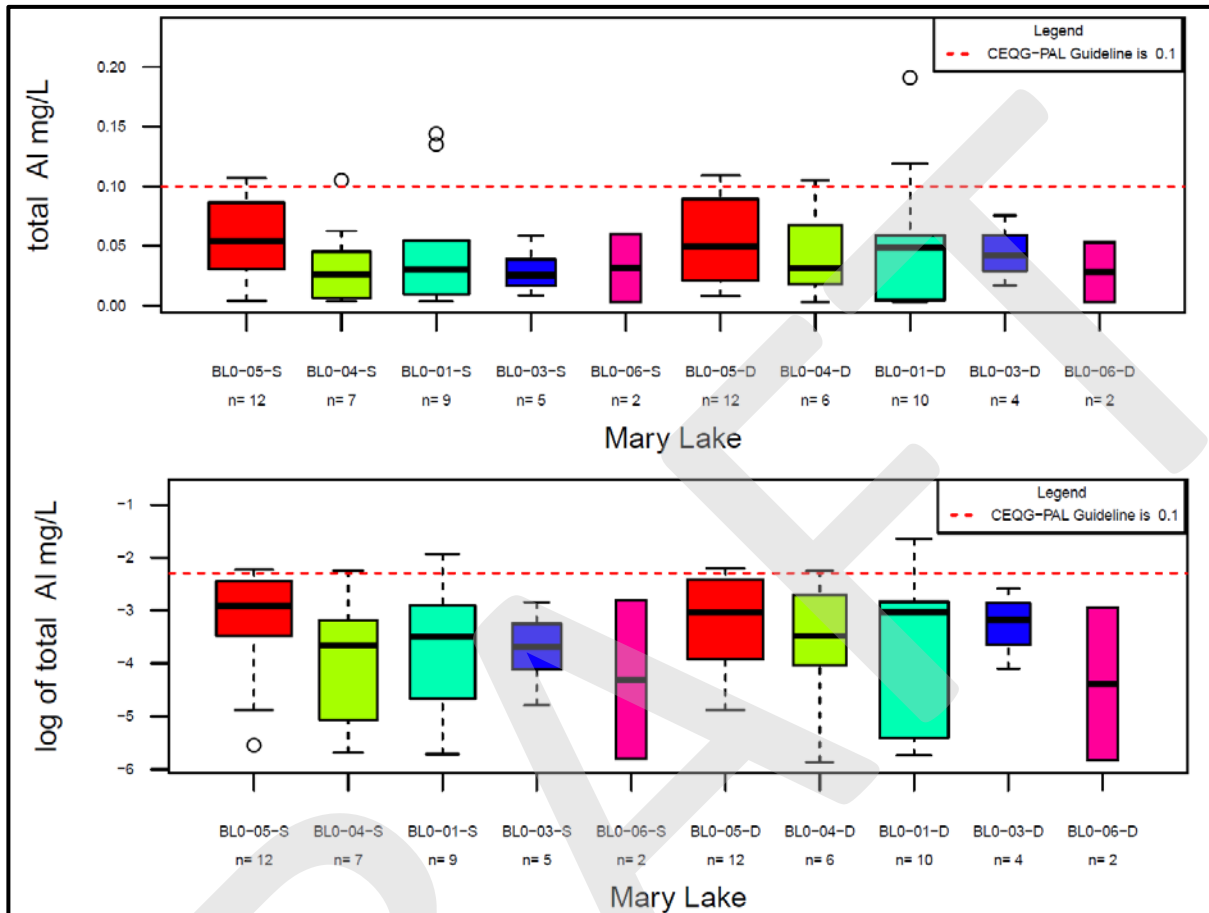 Legend
CEQG-PAL Guideline is 0.1
total Al mg/L
0.20
0.15
0.10
0.05
0.00
BL0-05-S BL0-04-S BL0-01-S BL0-03-S BL0-06-S BL0-05-D BL0-04-D BL0-01-D BL0-03-D BL0-06-D
n= 12 n= 7 n= 9 n= 5 n= 2 n= 12 n= 6 n= 10 n= 4 n= 2
Mary Lake
Legend
CEQG-PAL Guideline is 0.1
log of total Al mg/L
-1
-2
-3
-4
-5
-6
BL0-05-S BL0-04-S BL0-01-S BL0-03-S BL0-06-S BL0-05-D BL0-04-D BL0-01-D BL0-03-D BL0-06-D
n= 12 n= 7 n= 9 n= 5 n= 2 n= 12 n= 6 n= 10 n= 4 n= 2
Mary Lake